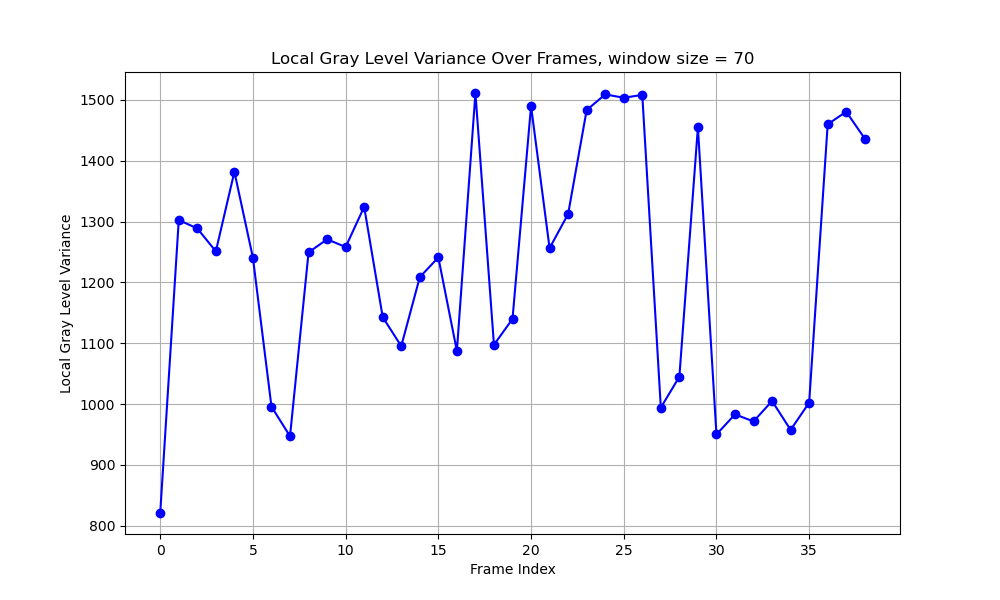 Local Gray Level Variance Over Frames, window size = 70
Local Gray Level Variance
1500
1400
1300
1200
1100
1000
900
800
0 5 10 15 20 25 30 35
Frame Index